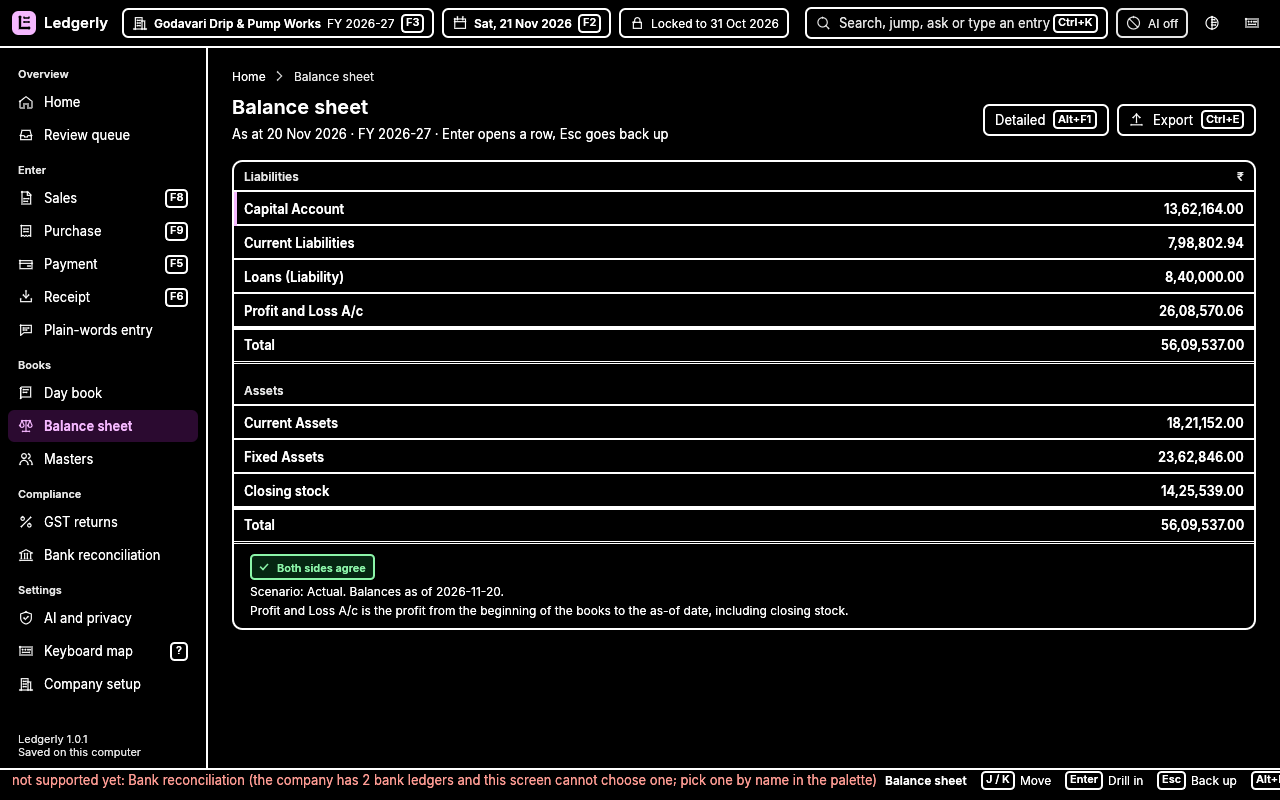 Ledgerly
Godavari Drip & Pump Works FY 2026-27 F3
Sat, 21 Nov 2026 F2
Locked to 31 Oct 2026
Search, jump, ask or type an entry Ctrl+K
AI off
Overview
Home
Review queue
Enter
Sales F8
Purchase F9
Payment F5
Receipt F6
Plain-words entry
Books
Day book
Balance sheet
Masters
Compliance
GST returns
Bank reconciliation
Settings
AI and privacy
Keyboard map ?
Company setup
Ledgerly 1.0.1
Saved on this computer
Home Balance sheet
Balance sheet
As at 20 Nov 2026 · FY 2026-27 · Enter opens a row, Esc goes back up
Detailed Alt+F1
Export Ctrl+E
Liabilities ₹
Capital Account 13,62,164.00
Current Liabilities 7,98,802.94
Loans (Liability) 8,40,000.00
Profit and Loss A/c 26,08,570.06
Total 56,09,537.00
Assets
Current Assets 18,21,152.00
Fixed Assets 23,62,846.00
Closing stock 14,25,539.00
Total 56,09,537.00
Both sides agree
Scenario: Actual. Balances as of 2026-11-20.
Profit and Loss A/c is the profit from the beginning of the books to the as-of date, including closing stock.
not supported yet: Bank reconciliation (the company has 2 bank ledgers and this screen cannot choose one; pick one by name in the palette) Balance sheet J / K Move Enter Drill in Esc Back up